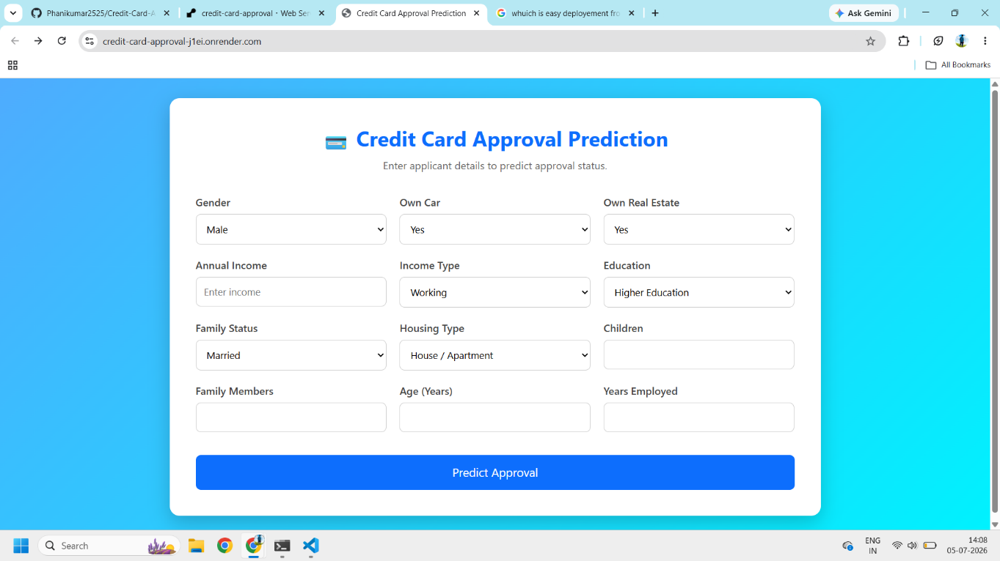 Phanikumar2525/Credit-Card-A
credit-card-approval · Web Ser
Credit Card Approval Prediction
whuich is easy deployement fro
Ask Gemini
credit-card-approval-j1ei.onrender.com
All Bookmarks
Credit Card Approval Prediction
Enter applicant details to predict approval status.
Gender Own Car Own Real Estate
Male Yes Yes
Annual Income Income Type Education
Enter income Working Higher Education
Family Status Housing Type Children
Married House / Apartment
Family Members Age (Years) Years Employed
Predict Approval
Search
ENG
IN
14:08
05-07-2026